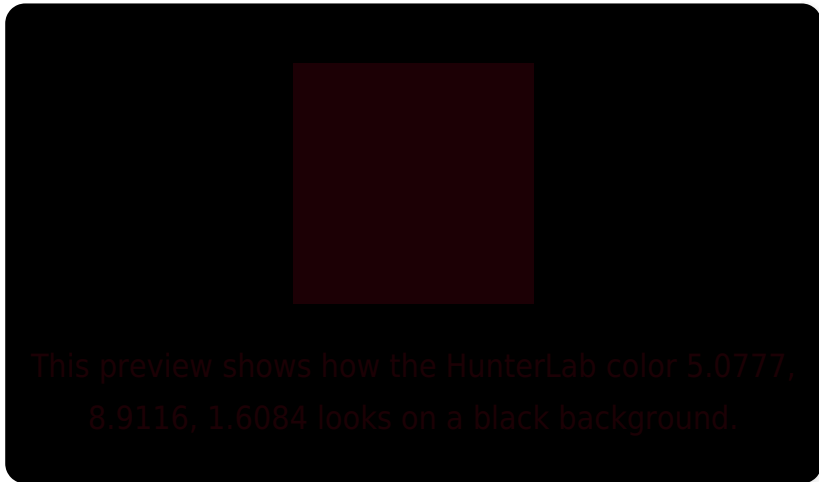 This preview shows how the HunterLab color 5.0777,
8.9116, 1.6084 looks on a black background.